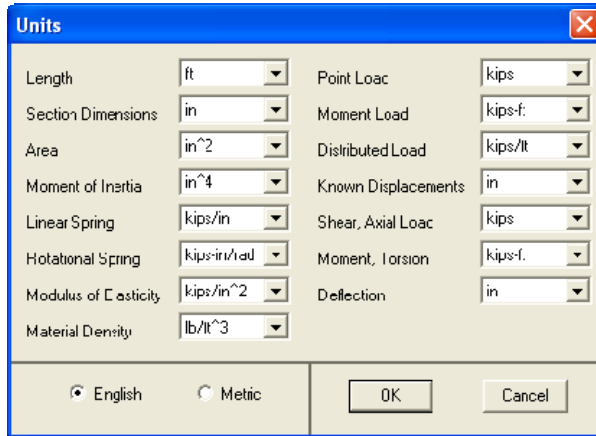 Units
Length ft
Section Dimensions in
Area in^2
Moment of Inertia in^4
Linear Spring kips/in
Rotational Spring kips-in/rad
Modulus of Elasticity kips/in^2
Material Density lb/ft^3
Point Load kips
Moment Load kips-f
Distributed Load kips/ft
Known Displacements in
Shear, Axial Load kips
Moment, Torsion kips-f
Deflection in
English Metric
OK Cancel